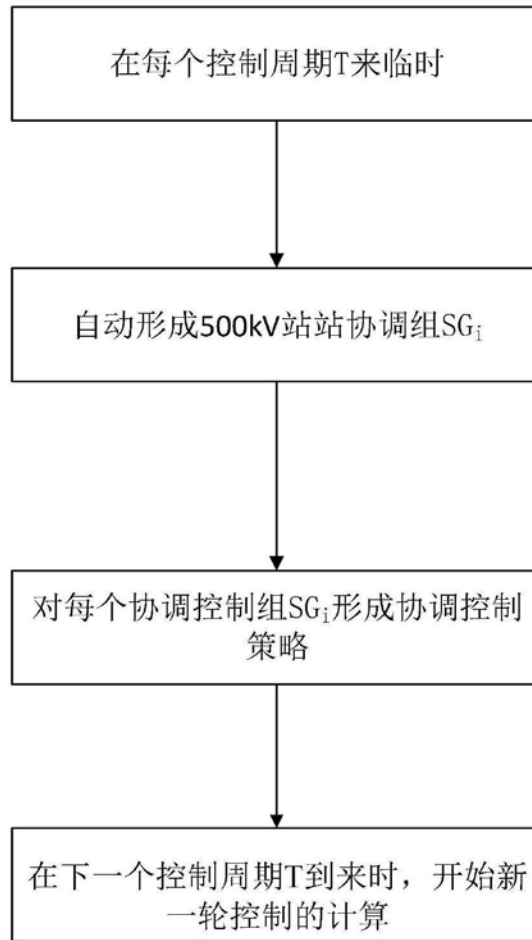 在每个控制周期T来临时
自动形成500kV站站协调组SGi
对每个协调控制组SGi形成协调控制
策略
在下一个控制周期T到来时，开始新
一轮控制的计算